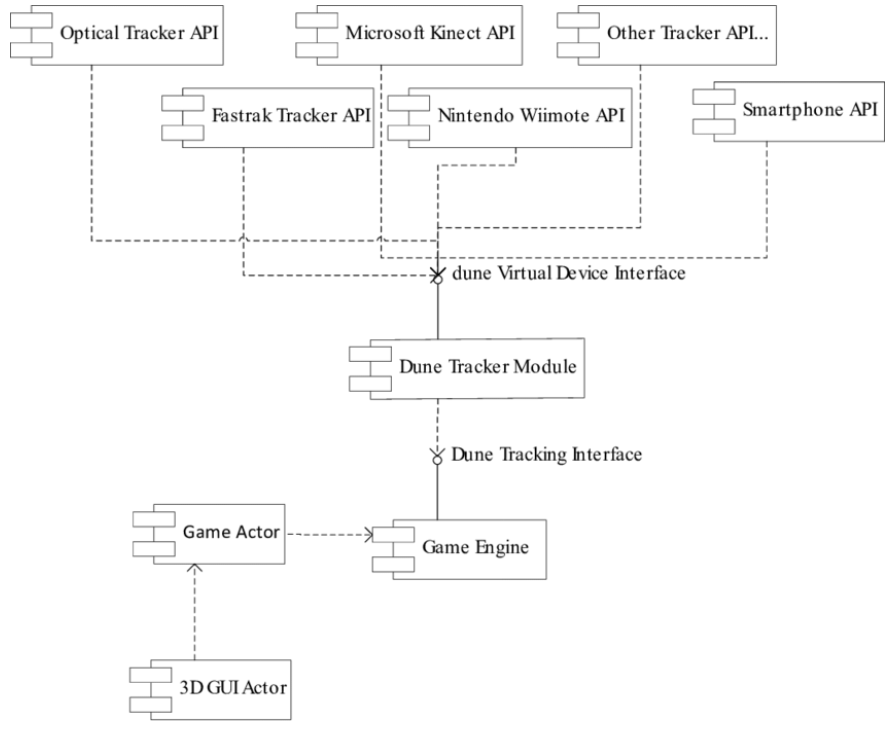 Optical Tracker API
Microsoft Kinect API
Other Tracker API...
Fastrak Tracker API
Nintendo Wiimote API
Smartphone API
dune Virtual Device Interface
Dune Tracker Module
Dune Tracking Interface
Game Actor
Game Engine
3D GUI Actor